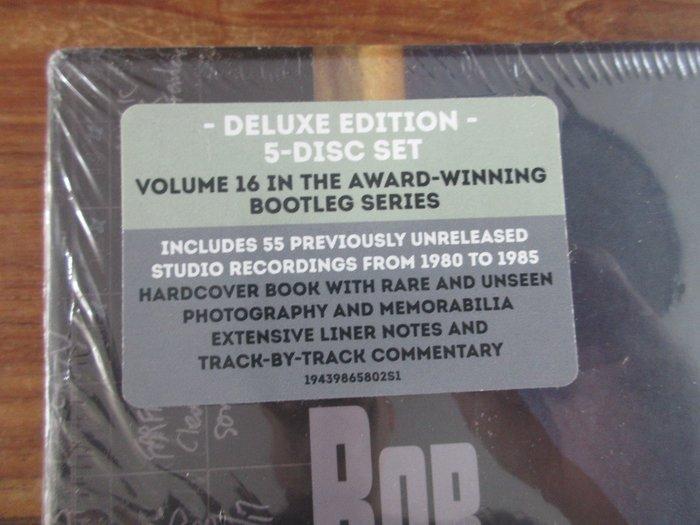 - DELUXE EDITION -
5-DISC SET
VOLUME 16 IN THE AWARD-WINNING
BOOTLEG SERIES
INCLUDES 55 PREVIOUSLY UNRELEASED
STUDIO RECORDINGS FROM 1980 TO 1985
HARDCOVER BOOK WITH RARE AND UNSEEN
PHOTOGRAPHY AND MEMORABILIA
EXTENSIVE LINER NOTES AND
TRACK-BY-TRACK COMMENTARY
19439865802S1
BOB